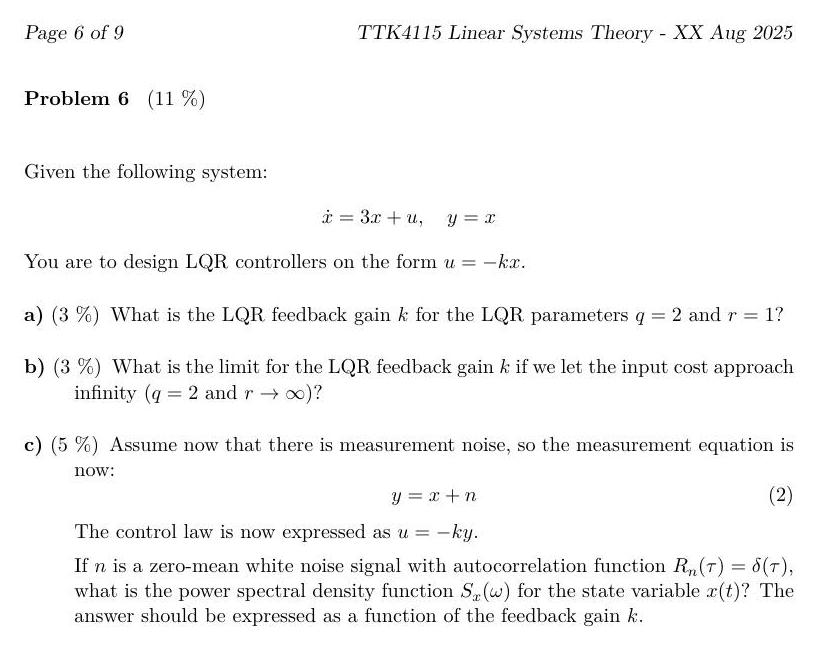 Page 6 of 9 TTK4115 Linear Systems Theory - XX Aug 2025
Problem 6 (11 %)
Given the following system:
ẋ = 3x + u, y = x
You are to design LQR controllers on the form u = −kx.
a) (3 %) What is the LQR feedback gain k for the LQR parameters q = 2 and r = 1?
b) (3 %) What is the limit for the LQR feedback gain k if we let the input cost approach
infinity (q = 2 and r → ∞)?
c) (5 %) Assume now that there is measurement noise, so the measurement equation is
now:
y = x + n (2)
The control law is now expressed as u = −ky.
If n is a zero-mean white noise signal with autocorrelation function Rₙ(τ) = δ(τ),
what is the power spectral density function Sₓ(ω) for the state variable x(t)? The
answer should be expressed as a function of the feedback gain k.